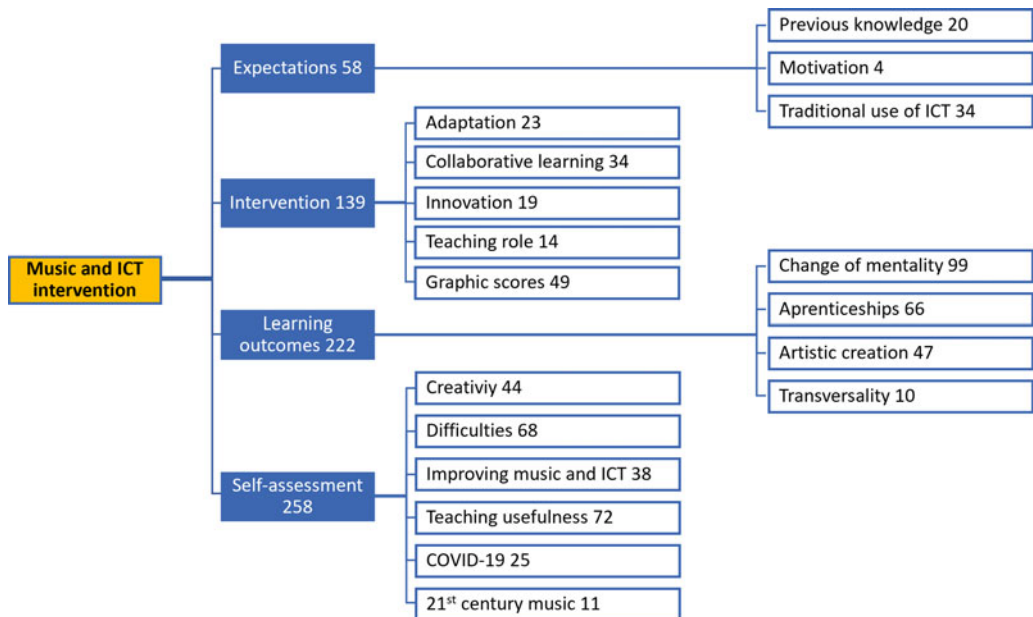 Music and ICT
intervention
Expectations 58
Previous knowledge 20
Motivation 4
Traditional use of ICT 34
Intervention 139
Adaptation 23
Collaborative learning 34
Innovation 19
Teaching role 14
Graphic scores 49
Learning
outcomes 222
Change of mentality 99
Aprenticeships 66
Artistic creation 47
Transversality 10
Self-assessment
258
Creativiy 44
Difficulties 68
Improving music and ICT 38
Teaching usefulness 72
COVID-19 25
21st century music 11